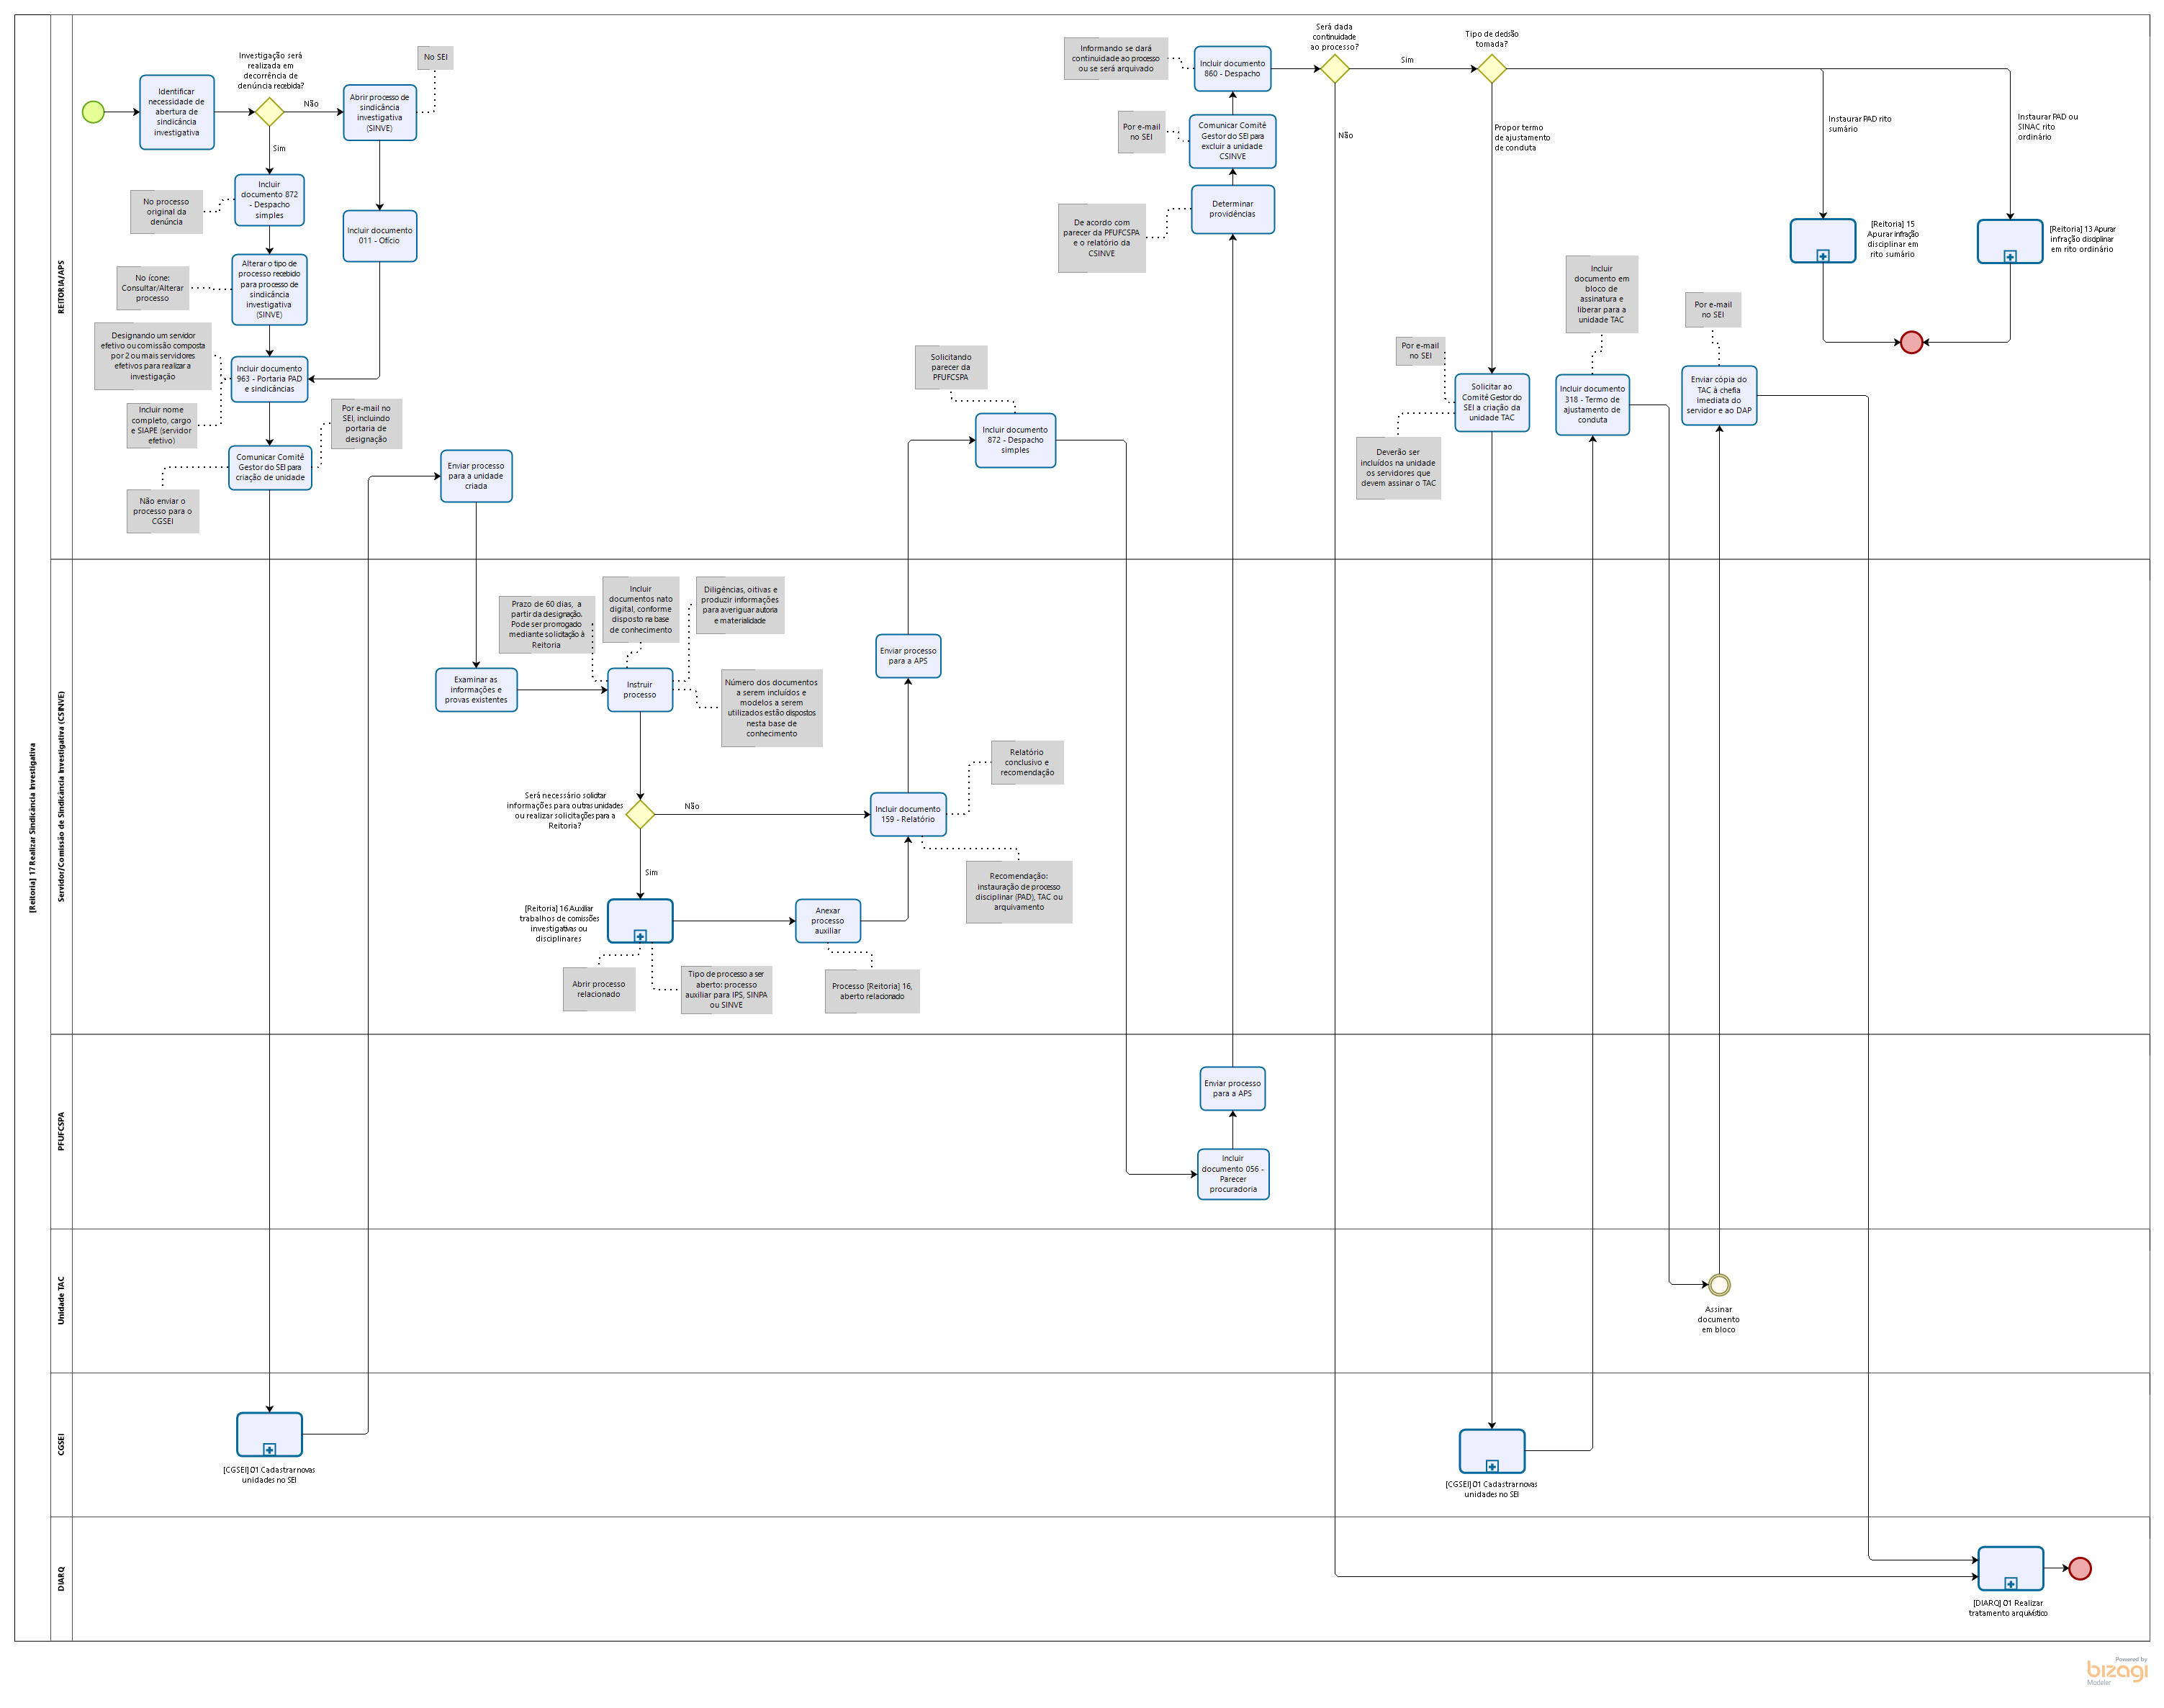 [Reitoria] 17 Realizar Sindicância Investigativa
REITORIA/APS
Identificar
necessidade de
abertura de
sindicância
investigativa
Investigação será
realizada em
decorrência de
denúncia recebida?
Não
Sim
Abrir processo de
sindicância
investigativa
(SINVE)
No SEI
Incluir documento
011 - Ofício
Incluir
documento 872
- Despacho
simples
No processo
original da
denúncia
Alterar o tipo de
processo recebido
para processo de
sindicância
investigativa
(SINVE)
No ícone:
Consultar/Alterar
processo
Designando um servidor
efetivo ou comissão composta
por 2 ou mais servidores
efetivos para realizar a
investigação
Incluir documento
963 - Portaria PAD
e sindicâncias
Incluir nome
completo, cargo
e SIAPE (servidor
efetivo)
Por e-mail no
SEI, incluindo
portaria de
designação
Comunicar Comitê
Gestor do SEI para
criação de unidade
Não enviar o
processo para o
CGSEI
Enviar processo
para a unidade
criada
Solicitando
parecer da
PFUFCSPA
Incluir documento
872 - Despacho
simples
Informando se dará
continuidade ao processo
ou se será arquivado
Incluir documento
860 - Despacho
Por e-mail
no SEI
Comunicar Comitê
Gestor do SEI para
excluir a unidade
CSINVE
De acordo com
parecer da PFUFCSPA
e o relatório da
CSINVE
Determinar
providências
Será dada
continuidade
ao processo?
Sim
Não
Tipo de decisão
tomada?
Propor termo
de ajustamento
de conduta
Instaurar PAD rito
sumário
Instaurar PAD ou
SINAC rito
ordinário
[Reitoria] 15
Apurar infração
disciplinar em
rito sumário
[Reitoria] 13 Apurar
infração disciplinar
em rito ordinário
Por e-mail
no SEI
Solicitar ao
Comitê Gestor do
SEI a criação da
unidade TAC
Deverão ser
incluídos na unidade
os servidores que
devem assinar o TAC
Incluir
documento em
bloco de
assinatura e
liberar para a
unidade TAC
Incluir documento
318 - Termo de
ajustamento de
conduta
Por e-mail
no SEI
Enviar cópia do
TAC à chefia
imediata do
servidor e ao DAP
Servidor/Comissão de Sindicância Investigativa (CSINVE)
Examinar as
informações e
provas existentes
Prazo de 60 dias, a
partir da designação.
Pode ser prorrogado
mediante solicitação à
Reitoria
Incluir
documentos nato
digital, conforme
disposto na base
de conhecimento
Diligências, oitivas e
produzir informações
para averiguar autoria
e materialidade
Instruir
processo
Número dos documentos
a serem incluídos e
modelos a serem
utilizados estão dispostos
nesta base de
conhecimento
Será necessário solicitar
informações para outras unidades
ou realizar solicitações para a
Reitoria?
Não
Sim
[Reitoria] 16 Auxiliar
trabalhos de comissões
investigativas ou
disciplinares
Abrir processo
relacionado
Tipo de processo a ser
aberto: processo
auxiliar para IPS, SINPA
ou SINVE
Anexar
processo
auxiliar
Processo [Reitoria] 16,
aberto relacionado
Incluir documento
159 - Relatório
Relatório
conclusivo e
recomendação
Recomendação:
instauração de processo
disciplinar (PAD), TAC ou
arquivamento
Enviar processo
para a APS
PFUFCSPA
Enviar processo
para a APS
Incluir
documento 056 -
Parecer
procuradoria
Unidade TAC
Assinar
documento
em bloco
CGSEI
[CGSEI] 01 Cadastrar novas
unidades no SEI
[CGSEI] 01 Cadastrar novas
unidades no SEI
DIARQ
[DIARQ] 01 Realizar
tratamento arquivístico
Powered by
bizagi
Modeler